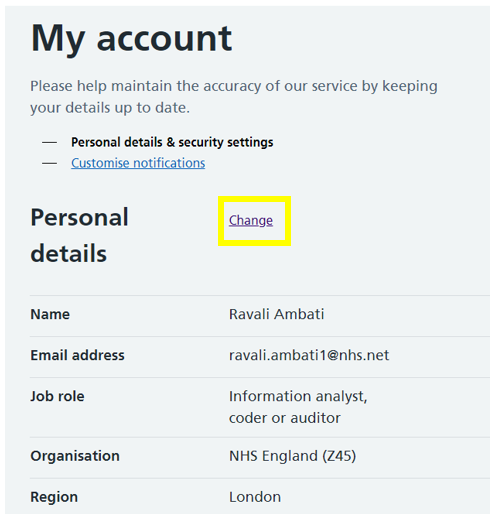 My account
Please help maintain the accuracy of our service by keeping
your details up to date.
— Personal details & security settings
— Customise notifications
Personal
details
Change
Name Ravali Ambati
Email address ravali.ambati1@nhs.net
Job role Information analyst,
coder or auditor
Organisation NHS England (Z45)
Region London